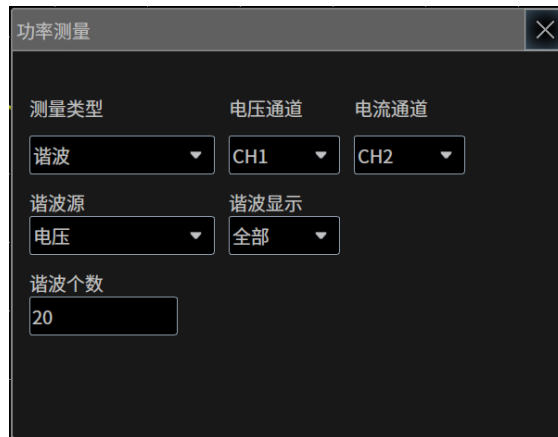 功率测量
测量类型 电压通道 电流通道
谐波 CH1 CH2
谐波源 谐波显示
电压 全部
谐波个数
20